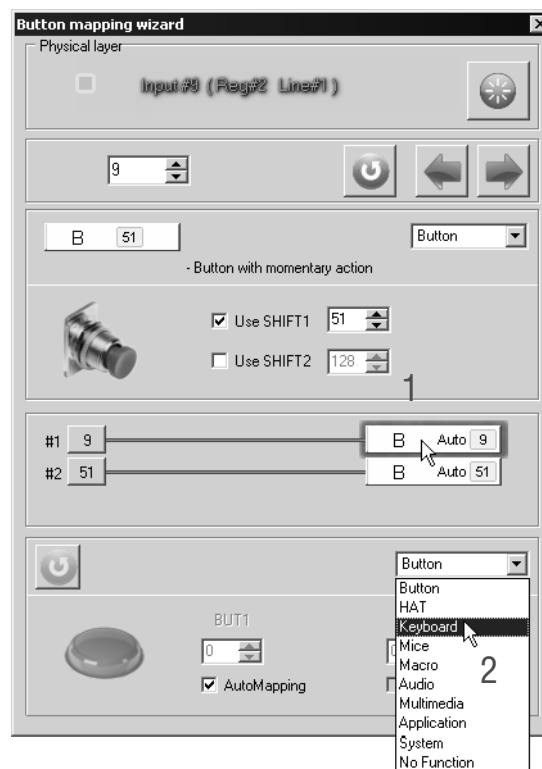 Button mapping wizard
Physical layer
Input #9 ( Reg#2 Line#1 )
9
B 51 Button
- Button with momentary action
Use SHIFT1 51
Use SHIFT2 128
1
#1 9 B Auto 9
#2 51 B Auto 51
Button
Button
HAT
Keyboard
Mice
Macro
Audio
Multimedia
Application
System
No Function
2
BUT1
0
AutoMapping